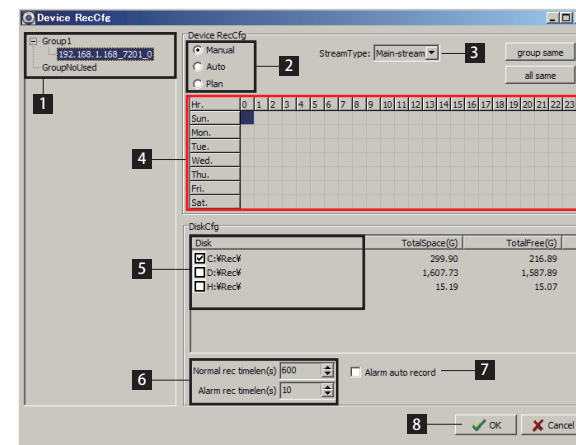 Device RecCfg
Group1
192.168.1.168_7201_0
GroupNoUsed
1
Device RecCfg
Manual
Auto
Plan
2
StreamType: Main-stream
3
group same
all same
4
Hr. 0 1 2 3 4 5 6 7 8 9 10 11 12 13 14 15 16 17 18 19 20 21 22 23
Sun.
Mon.
Tue.
Wed.
Thu.
Fri.
Sat.
DiskCfg
Disk TotalSpace(G) TotalFree(G)
C:¥Rec¥ 299.90 216.89
D:¥Rec¥ 1,607.73 1,587.89
H:¥Rec¥ 15.19 15.07
5
Normal rec timelen(s) 600
Alarm rec timelen(s) 10
6
Alarm auto record
7
8
OK
Cancel